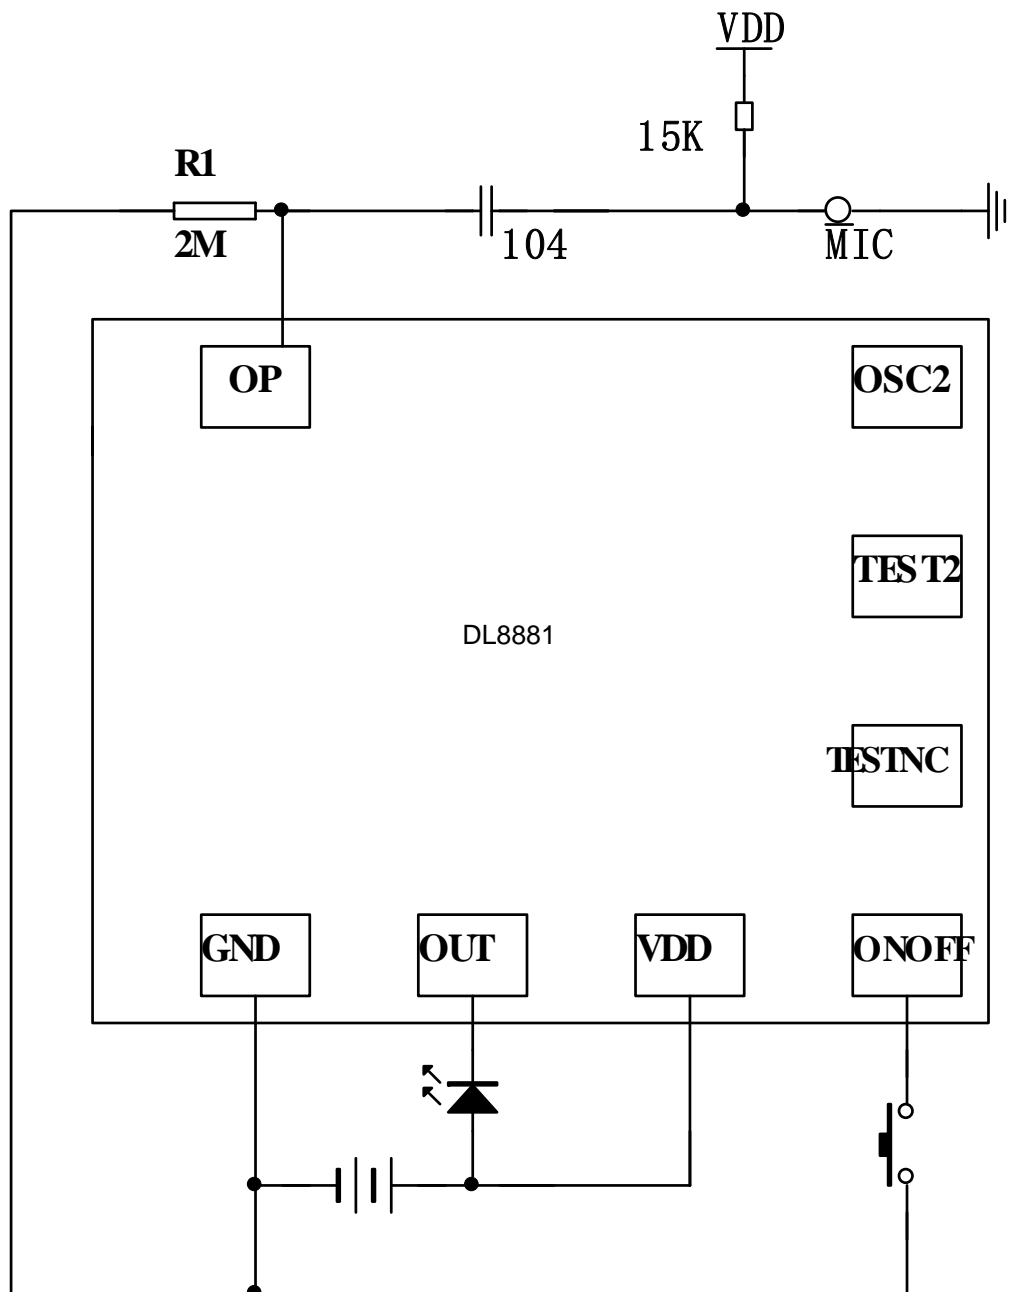 VDD
15K
R1
2M
104
MIC
OP
OSC2
TEST2
DL8881
TESTNC
GND
OUT
VDD
ONOFF